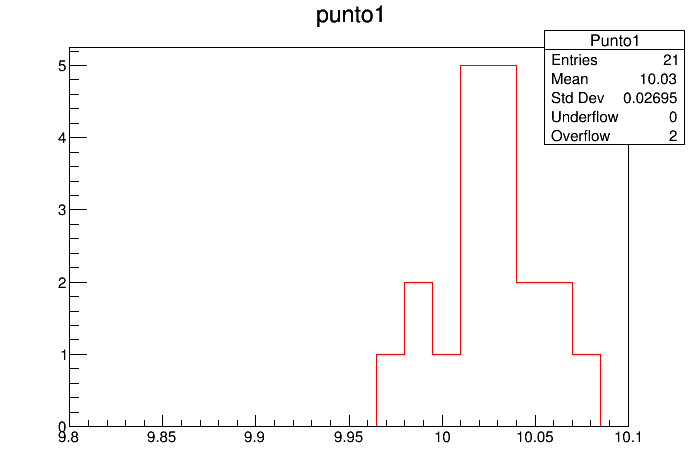 punto1
Punto1
Entries 21
Mean 10.03
Std Dev 0.02695
Underflow 0
Overflow 2
5
4
3
2
1
0
9.8 9.85 9.9 9.95 10 10.05 10.1